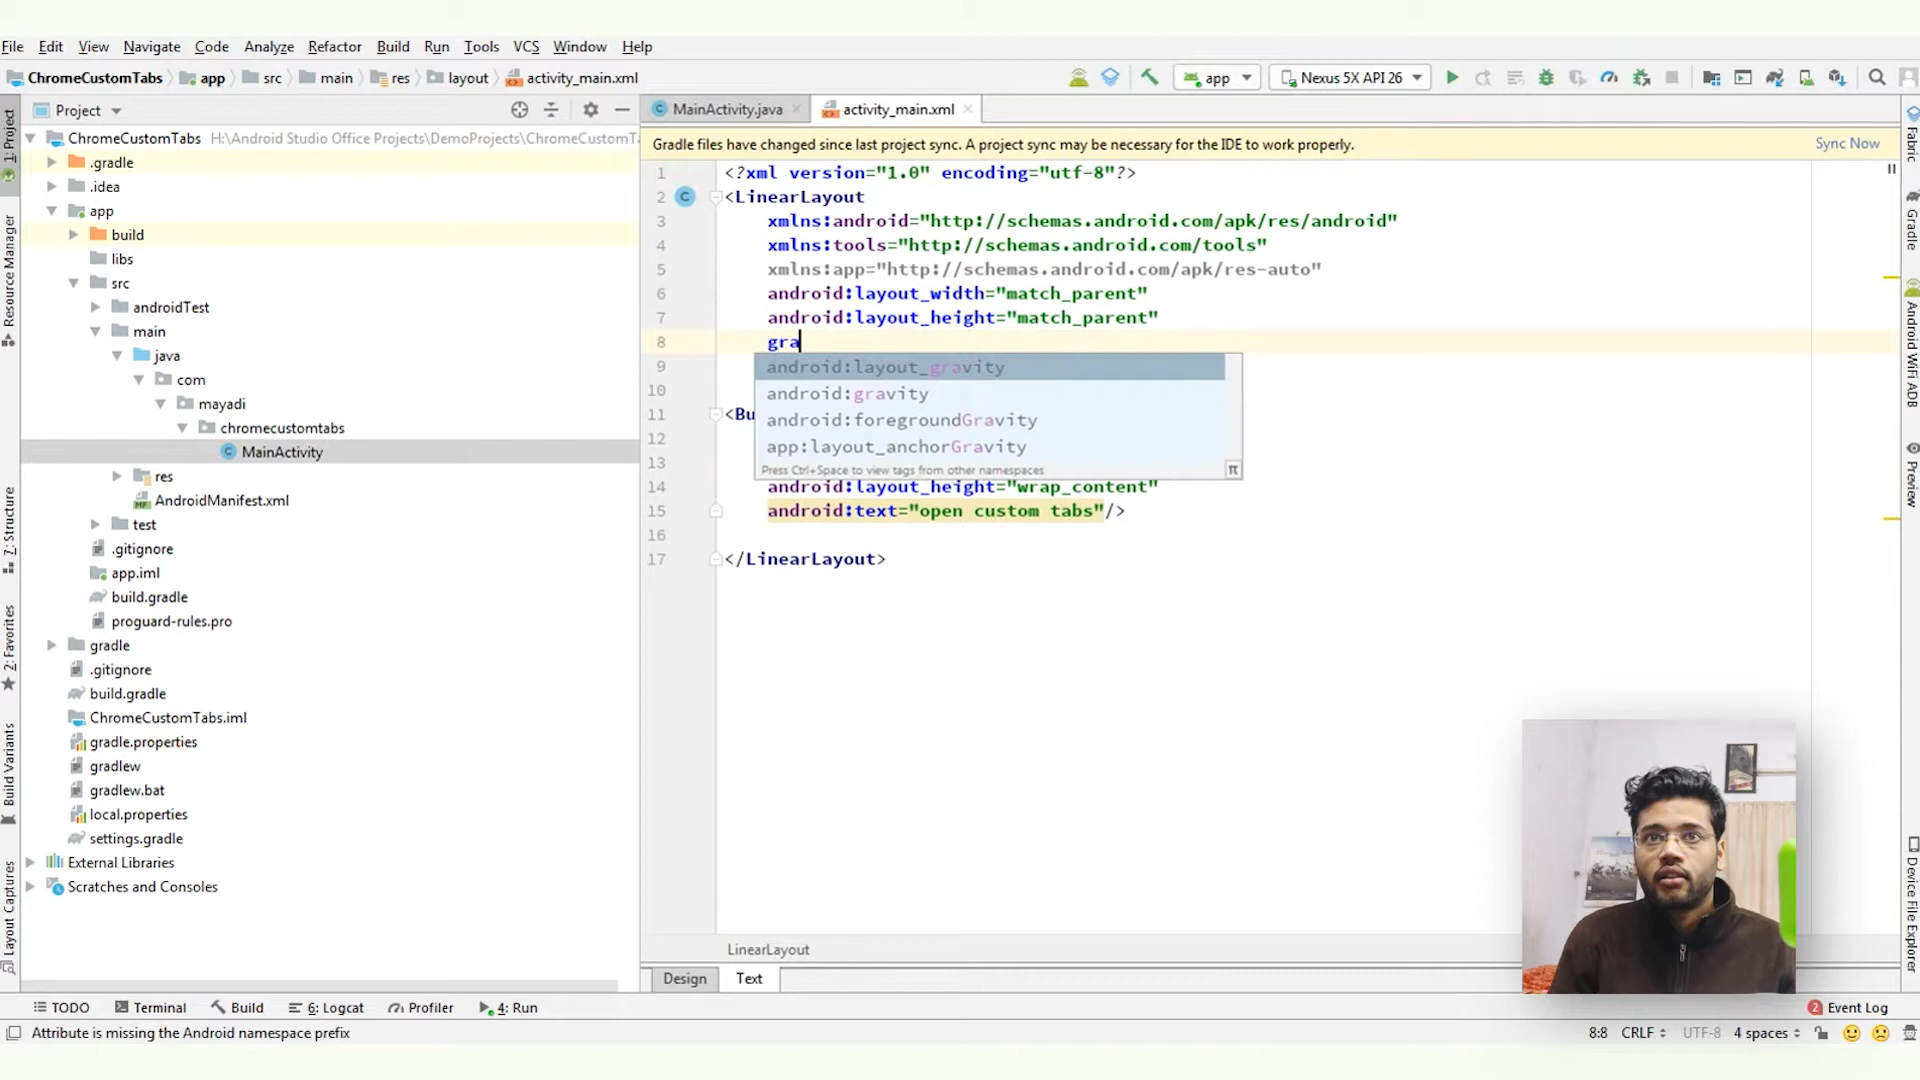 File Edit View Navigate Code Analyze Refactor Build Run Tools VCS Window Help
ChromeCustomTabs app src main res layout activity_main.xml app Nexus 5X API 26
Project
MainActivity.java activity_main.xml
ChromeCustomTabs H:\Android Studio Office Projects\DemoProjects\ChromeCustomT
.gradle
.idea
app
build
libs
src
androidTest
main
java
com
mayadi
chromecustomtabs
MainActivity
res
AndroidManifest.xml
test
.gitignore
app.iml
build.gradle
proguard-rules.pro
gradle
.gitignore
build.gradle
ChromeCustomTabs.iml
gradle.properties
gradlew
gradlew.bat
local.properties
settings.gradle
External Libraries
Scratches and Consoles
1: Project
Resource Manager
7: Structure
2: Favorites
Build Variants
Layout Captures
Gradle files have changed since last project sync. A project sync may be necessary for the IDE to work properly. Sync Now
1 <?xml version="1.0" encoding="utf-8"?>
2 <LinearLayout
3 xmlns:android="http://schemas.android.com/apk/res/android"
4 xmlns:tools="http://schemas.android.com/tools"
5 xmlns:app="http://schemas.android.com/apk/res-auto"
6 android:layout_width="match_parent"
7 android:layout_height="match_parent"
8 gra
9 android:layout_gravity
10 android:gravity
11 <Bu android:foregroundGravity
12
13 app:layout_anchorGravity
Press Ctrl+Space to view tags from other namespaces π
14 android:layout_height="wrap_content"
15 android:text="open custom tabs"/>
16
17 </LinearLayout>
LinearLayout
Design Text
Fabric
Gradle
Android WiFi ADB
Preview
Device File Explorer
TODO Terminal Build 6: Logcat Profiler 4: Run 2 Event Log
Attribute is missing the Android namespace prefix 8:8 CRLF UTF-8 4 spaces